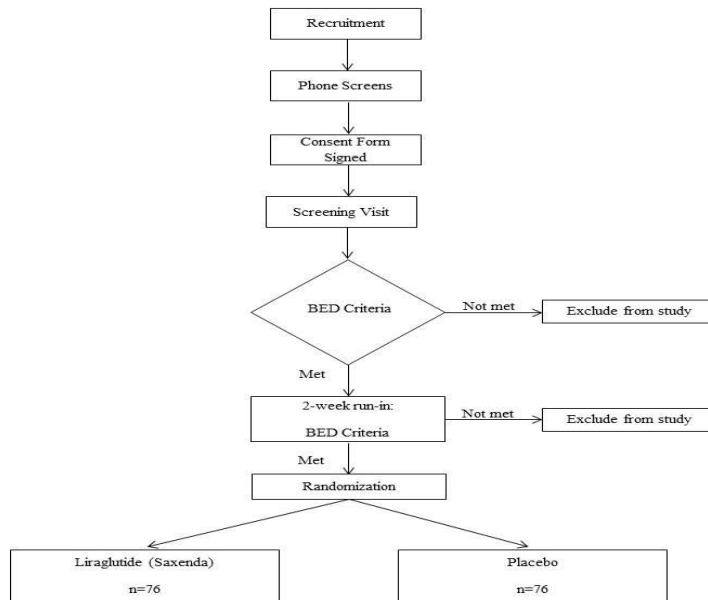 Recruitment
Phone Screens
Consent Form
Signed
Screening Visit
BED Criteria
Not met
Exclude from study
Met
2-week run-in:
BED Criteria
Not met
Exclude from study
Met
Randomization
Liraglutide (Saxenda)
n=76
Placebo
n=76